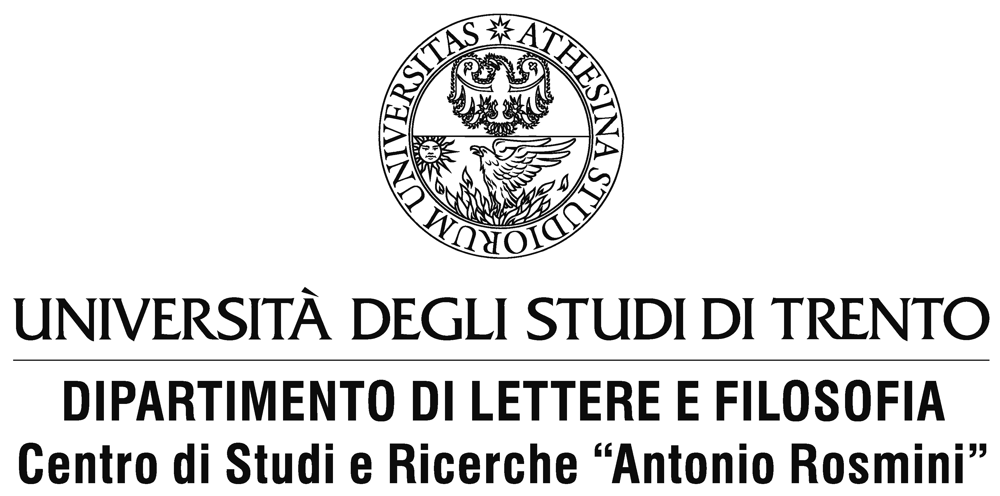 ATHESINA STUDIORUM UNIVERSITAS
UNIVERSITÀ DEGLI STUDI DI TRENTO
DIPARTIMENTO DI LETTERE E FILOSOFIA
Centro di Studi e Ricerche “Antonio Rosmini”